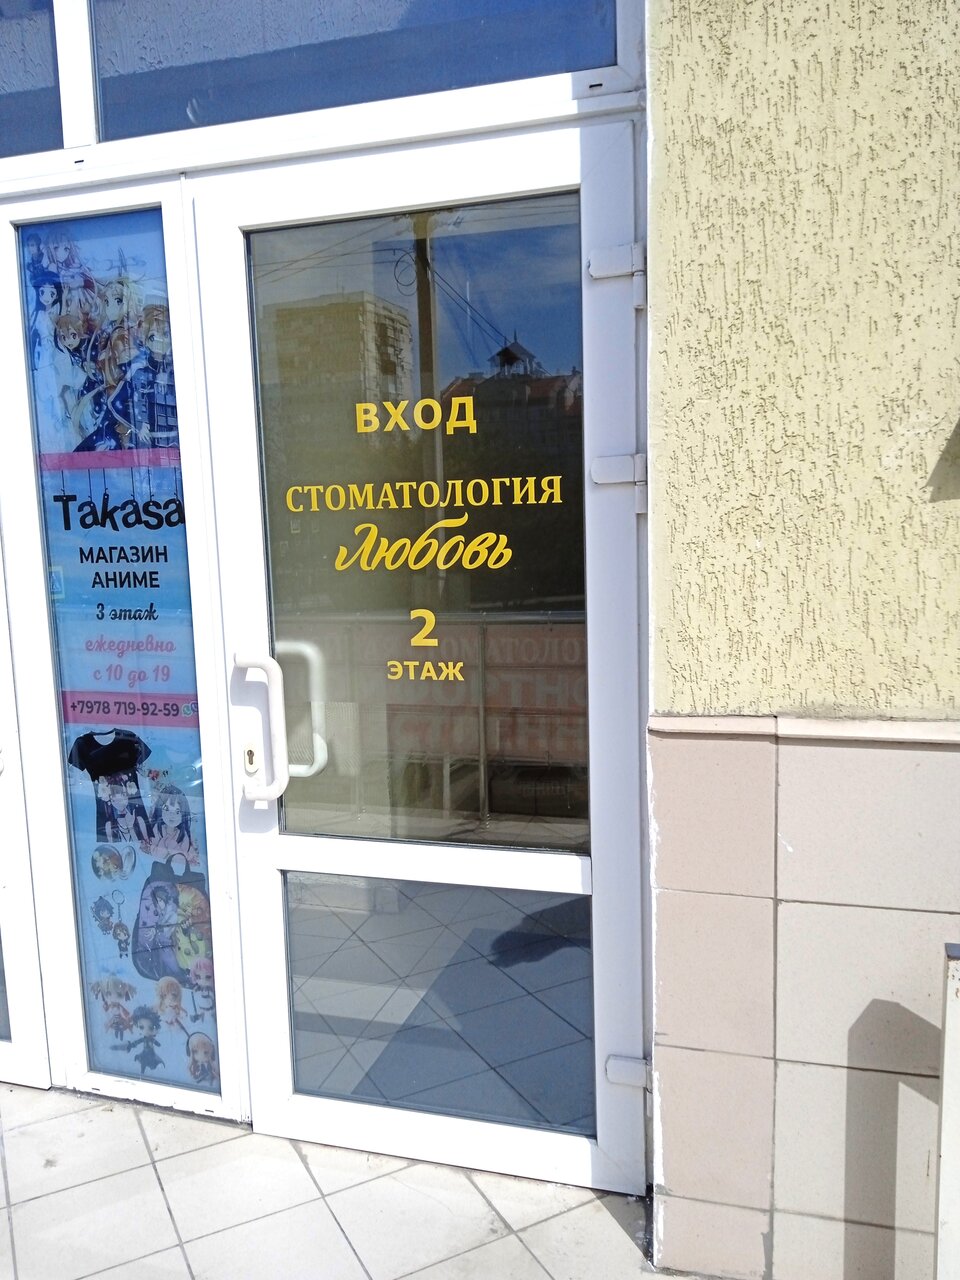 Takasa
МАГАЗИН
АНИМЕ
3 этаж
ежедневно
с 10 до 19
+7978 719-92-59
ВХОД
СТОМАТОЛОГИЯ
Любовь
2
ЭТАЖ